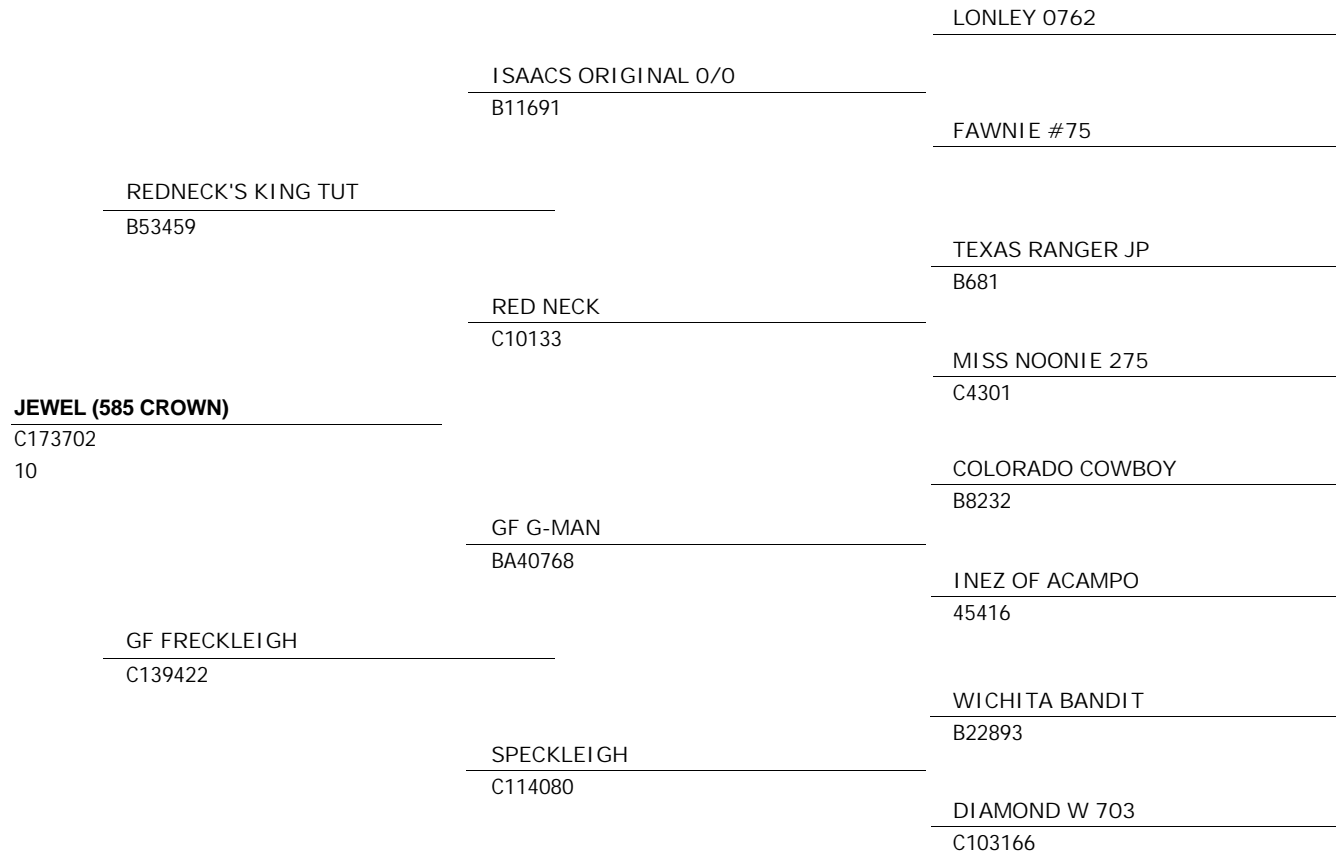 LONLEY 0762
ISAACS ORIGINAL 0/0
B11691
FAWNIE #75
REDNECK'S KING TUT
B53459
TEXAS RANGER JP
B681
RED NECK
C10133
MISS NOONIE 275
C4301
JEWEL (585 CROWN)
C173702
10
COLORADO COWBOY
B8232
GF G-MAN
BA40768
INEZ OF ACAMPO
45416
GF FRECKLEIGH
C139422
WICHITA BANDIT
B22893
SPECKLEIGH
C114080
DIAMOND W 703
C103166